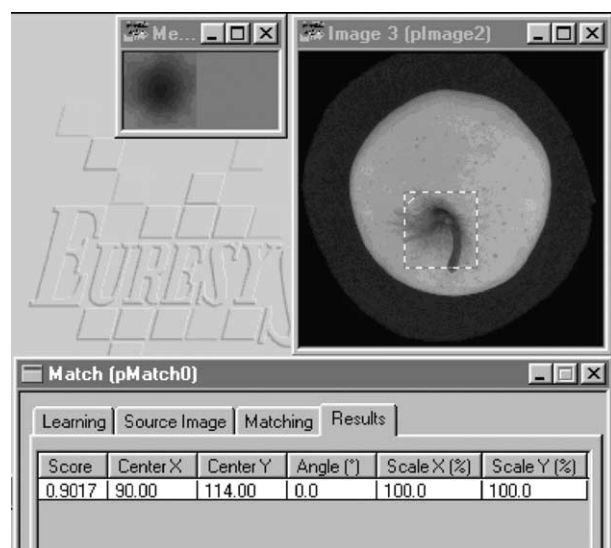 Me...
Image 3 (pImage2)
EURESYS
Match (pMatch0)
Learning Source Image Matching Results
Score Center X Center Y Angle (°) Scale X (%) Scale Y (%)
0.9017 90.00 114.00 0.0 100.0 100.0